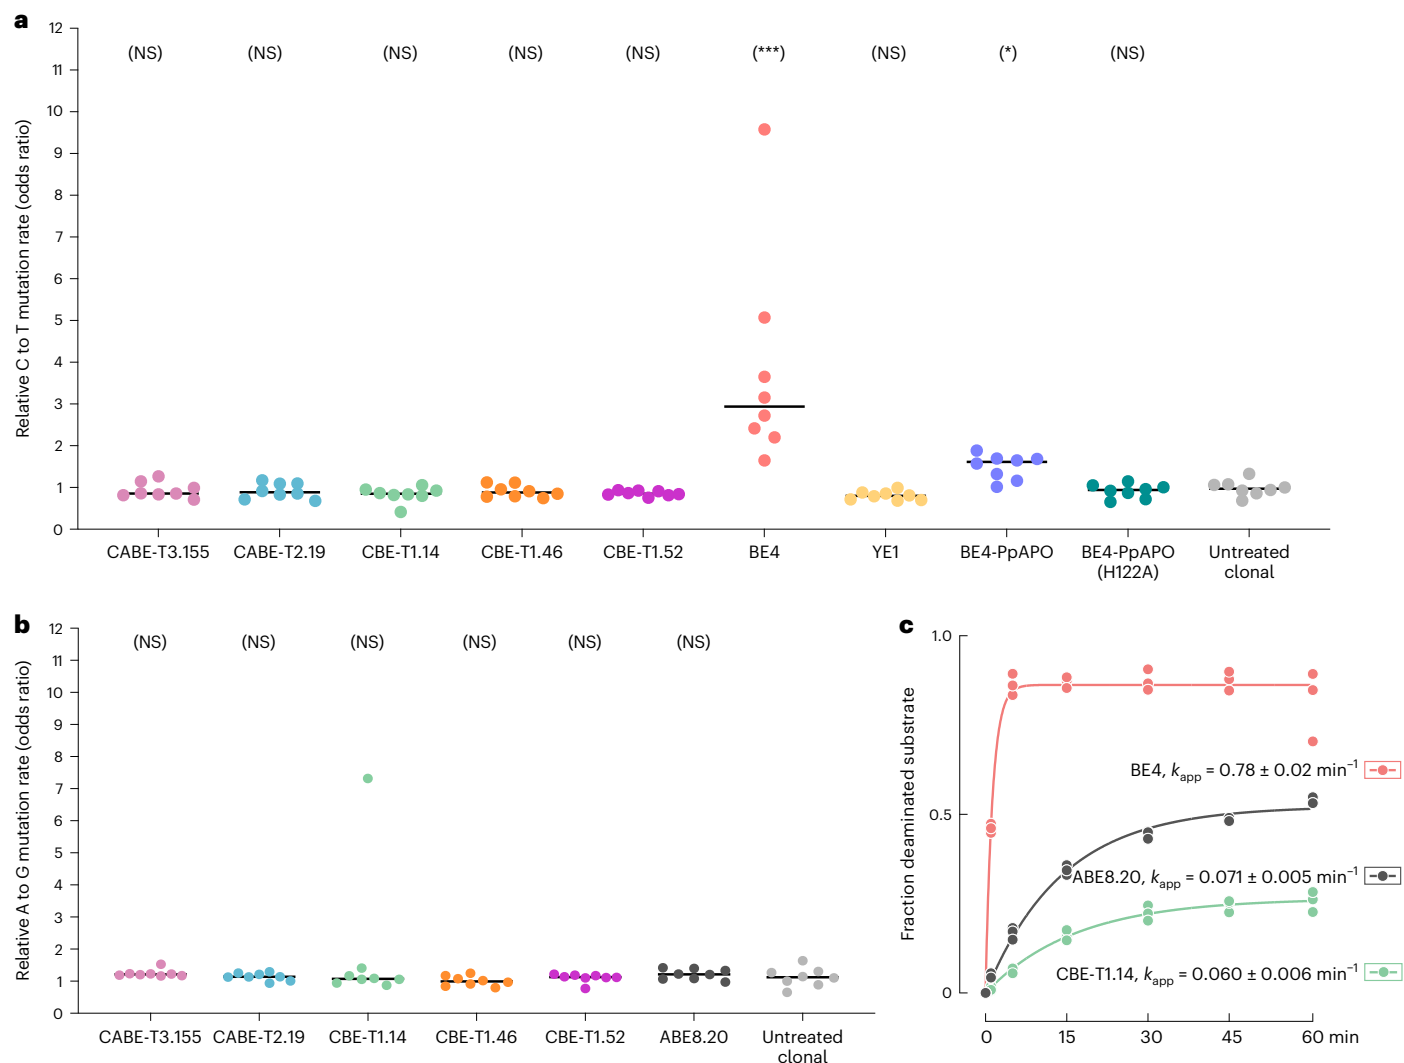 a
Relative C to T mutation rate (odds ratio)
12
11
10
9
8
7
6
5
4
3
2
1
0
(NS) (NS) (NS) (NS) (NS) (***) (NS) (*) (NS)
CABE-T3.155 CABE-T2.19 CBE-T1.14 CBE-T1.46 CBE-T1.52 BE4 YE1 BE4-PpAPO BE4-PpAPO Untreated
(H122A) clonal
b
Relative A to G mutation rate (odds ratio)
12
11
10
9
8
7
6
5
4
3
2
1
0
(NS) (NS) (NS) (NS) (NS) (NS)
CABE-T3.155 CABE-T2.19 CBE-T1.14 CBE-T1.46 CBE-T1.52 ABE8.20 Untreated
clonal
c
Fraction deaminated substrate
1.0
0.5
0
BE4, kapp = 0.78 ± 0.02 min−1
ABE8.20, kapp = 0.071 ± 0.005 min−1
CBE-T1.14, kapp = 0.060 ± 0.006 min−1
0 15 30 45 60 min